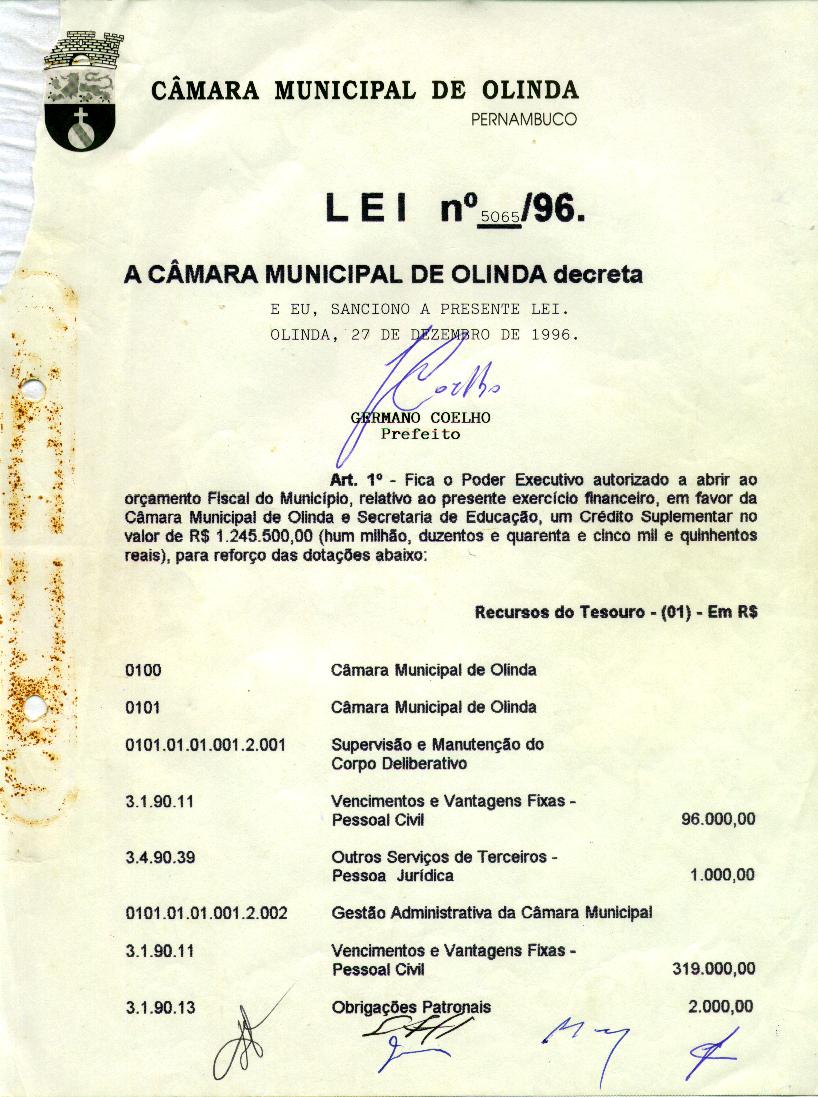 CÂMARA MUNICIPAL DE OLINDA
PERNAMBUCO
LEI nº 5065/96.
A CÂMARA MUNICIPAL DE OLINDA decreta
E EU, SANCIONO A PRESENTE LEI.
OLINDA, 27 DE DEZEMBRO DE 1996.
Coelho
GERMANO COELHO
Prefeito
Art. 1º - Fica o Poder Executivo autorizado a abrir ao
orçamento Fiscal do Município, relativo ao presente exercício financeiro, em favor da
Câmara Municipal de Olinda e Secretaria de Educação, um Crédito Suplementar no
valor de R$ 1.245.500,00 (hum milhão, duzentos e quarenta e cinco mil e quinhentos
reais), para reforço das dotações abaixo:
Recursos do Tesouro - (01) - Em R$
0100 Câmara Municipal de Olinda
0101 Câmara Municipal de Olinda
0101.01.01.001.2.001 Supervisão e Manutenção do
Corpo Deliberativo
3.1.90.11 Vencimentos e Vantagens Fixas -
Pessoal Civil 96.000,00
3.4.90.39 Outros Serviços de Terceiros -
Pessoa Jurídica 1.000,00
0101.01.01.001.2.002 Gestão Administrativa da Câmara Municipal
3.1.90.11 Vencimentos e Vantagens Fixas -
Pessoal Civil 319.000,00
3.1.90.13 Obrigações Patronais 2.000,00